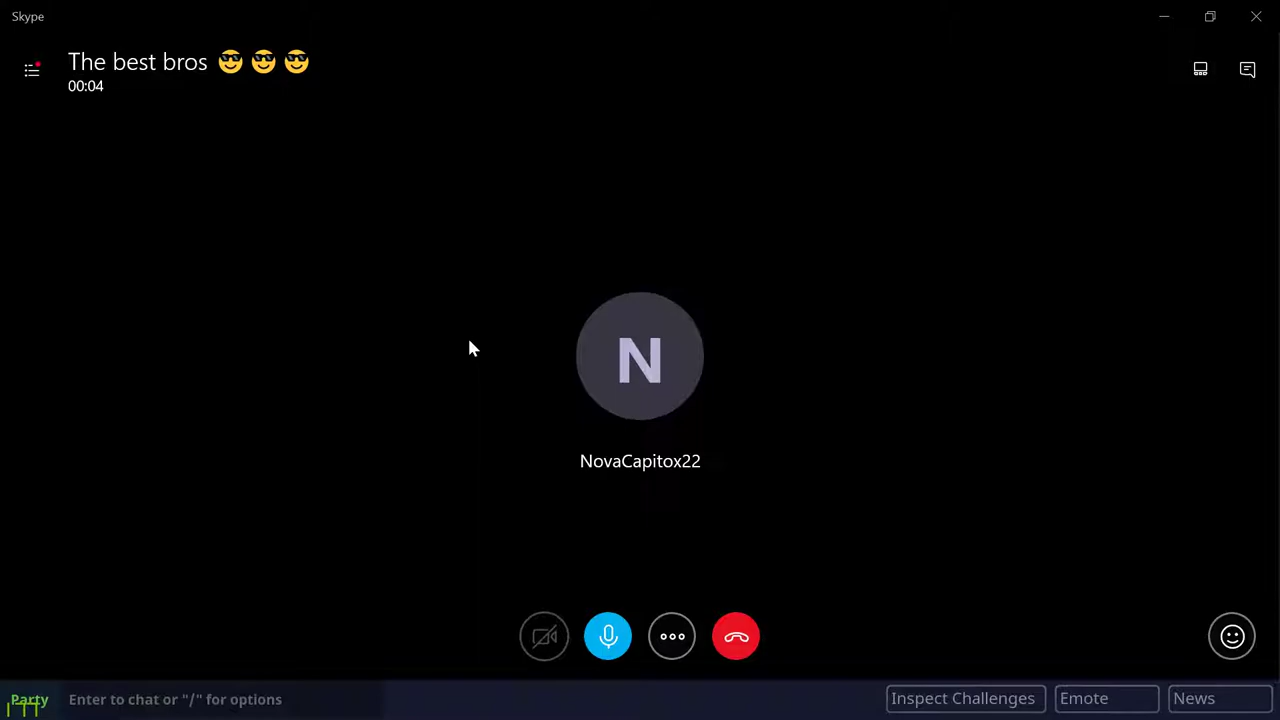 Skype
The best bros 😎 😎 😎
00:04
N
NovaCapitox22
Party Enter to chat or "/" for options Inspect Challenges Emote News